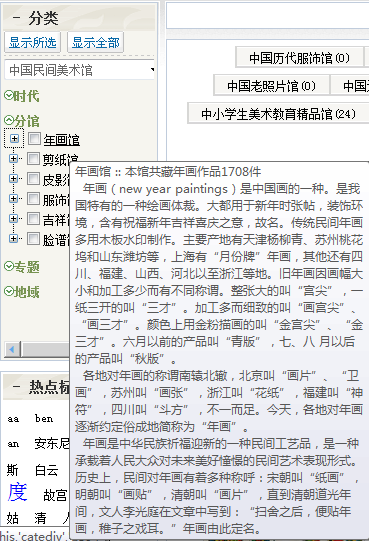 － 分类
显示所选 显示全部
中国民间美术馆
时代
分馆
年画馆
剪纸馆
皮影
服饰馆
吉祥
脸谱馆
专题
地域
中国历代服饰馆(0)
中国老照片馆(0) 中国
中小学生美术教育精品馆(24)
年画馆 :: 本馆共藏年画作品1708件
年画（new year paintings）是中国画的一种。是我
国特有的一种绘画体裁。大都用于新年时张帖，装饰环
境，含有祝福新年吉祥喜庆之意，故名。传统民间年画
多用木板水印制作。主要产地有天津杨柳青、苏州桃花
坞和山东潍坊等，上海有“月份牌”年画，其他还有四
川、福建、山西、河北以至浙江等地。旧年画因画幅大
小和加工多少而有不同称谓。整张大的叫“宫尖”，一
纸三开的叫“三才”。加工多而细致的叫“画宫尖”、
“画三才”。颜色上用金粉描画的叫“金宫尖”、“金
三才”。六月以前的产品叫“青版”，七、八 月以后
的产品叫“秋版”。
各地对年画的称谓南辕北辙，北京叫“画片”、“卫
画”，苏州叫“画张”，浙江叫“花纸”，福建叫“神
符”，四川叫“斗方”，不一而足。今天，各地对年画
逐渐约定俗成地简称为“年画”。
年画是中华民族祈福迎新的一种民间工艺品，是一种
承载着人民大众对未来美好憧憬的民间艺术表现形式。
历史上，民间对年画有着多种称呼：宋朝叫“纸画”，
明朝叫“画贴”，清朝叫“画片”，直到清朝道光年
间，文人李光庭在文章中写到：“扫舍之后，便贴年
画，稚子之戏耳。”年画由此定名。
－ 热点标
aa ben
an 安东尼
斯 白云
度 故宫
姑 清 人
his,'catediv'